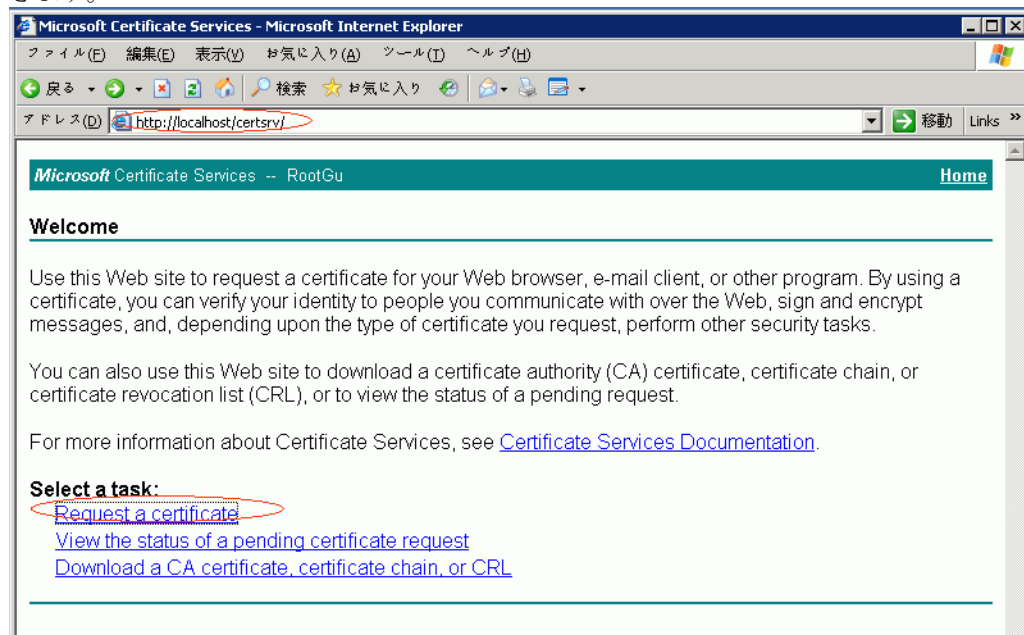 Microsoft Certificate Services - Microsoft Internet Explorer
ファイル(F) 編集(E) 表示(V) お気に入り(A) ツール(T) ヘルプ(H)
戻る 検索 お気に入り
アドレス(D) http://localhost/certsrv/ 移動 Links »
Microsoft Certificate Services -- RootGu Home
Welcome
Use this Web site to request a certificate for your Web browser, e-mail client, or other program. By using a
certificate, you can verify your identity to people you communicate with over the Web, sign and encrypt
messages, and, depending upon the type of certificate you request, perform other security tasks.
You can also use this Web site to download a certificate authority (CA) certificate, certificate chain, or
certificate revocation list (CRL), or to view the status of a pending request.
For more information about Certificate Services, see Certificate Services Documentation.
Select a task:
Request a certificate
View the status of a pending certificate request
Download a CA certificate, certificate chain, or CRL